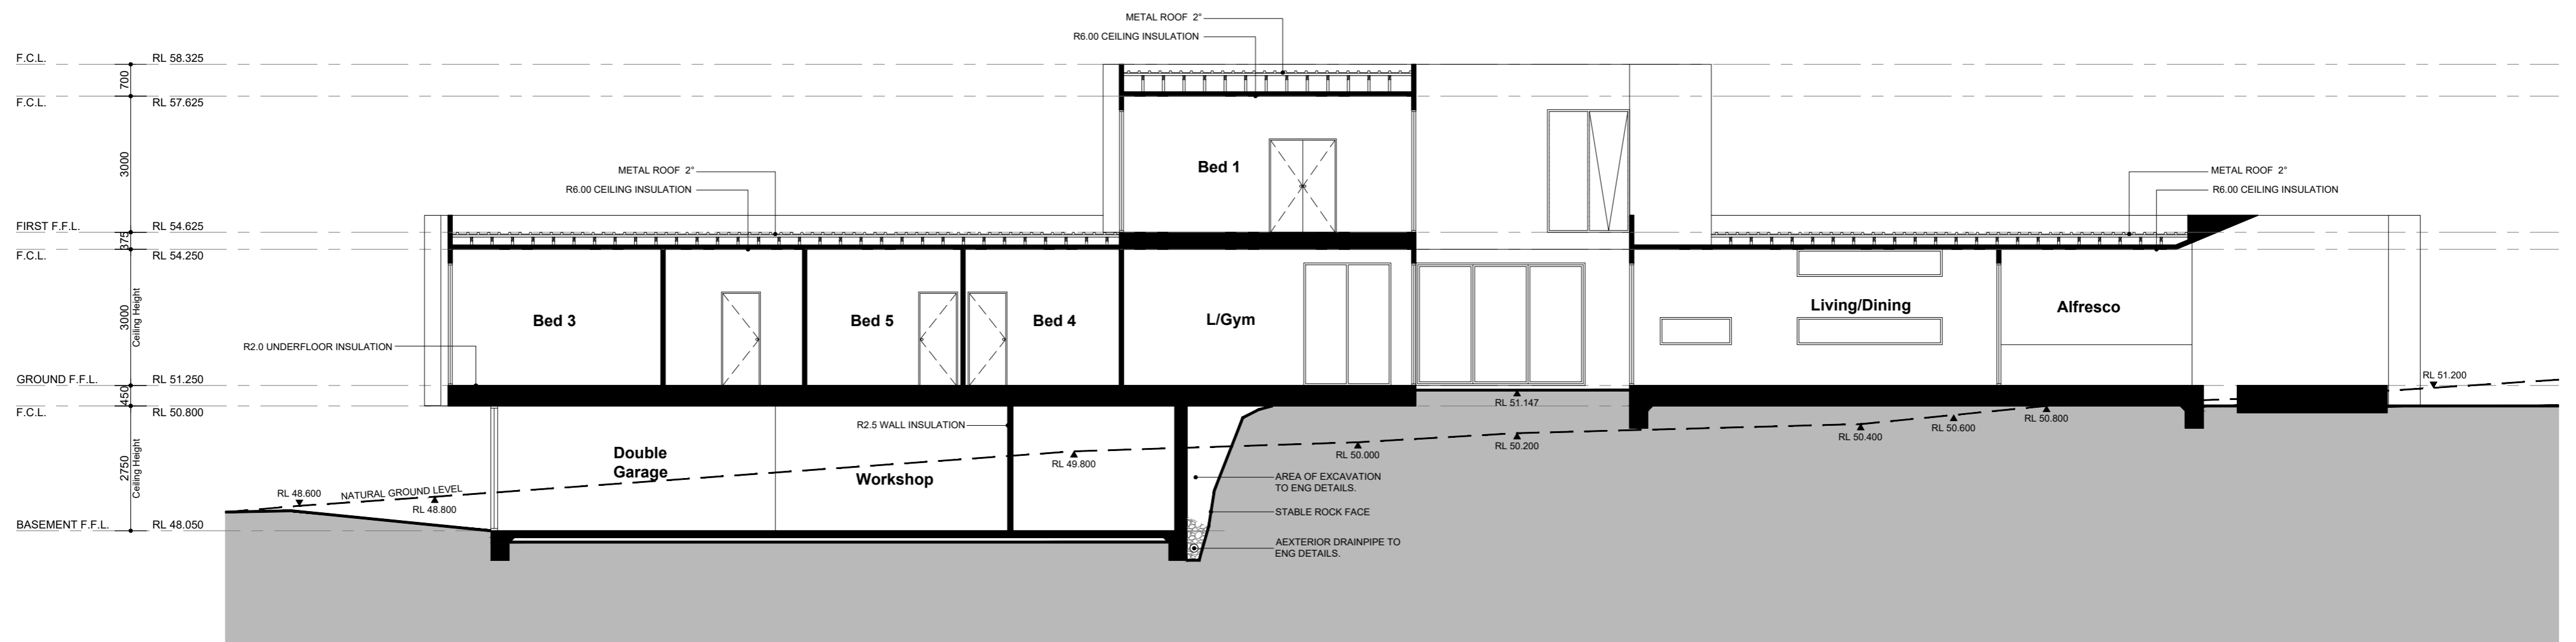 METAL ROOF 2°
R6.00 CEILING INSULATION
F.C.L.
RL 58.325
700
F.C.L.
RL 57.625
3000
Bed 1
METAL ROOF 2°
R6.00 CEILING INSULATION
METAL ROOF 2°
R6.00 CEILING INSULATION
FIRST F.F.L.
RL 54.625
375
F.C.L.
RL 54.250
3000
Ceiling Height
Bed 3
Bed 5
Bed 4
L/Gym
Living/Dining
Alfresco
R2.0 UNDERFLOOR INSULATION
GROUND F.F.L.
RL 51.250
RL 51.200
450
F.C.L.
RL 50.800
RL 51.147
RL 50.800
RL 50.600
RL 50.400
RL 50.200
RL 50.000
RL 49.800
R2.5 WALL INSULATION
2750
Ceiling Height
Double
Garage
Workshop
AREA OF EXCAVATION
TO ENG DETAILS.
NATURAL GROUND LEVEL
RL 48.600
RL 48.800
STABLE ROCK FACE
BASEMENT F.F.L.
RL 48.050
AEXTERIOR DRAINPIPE TO
ENG DETAILS.